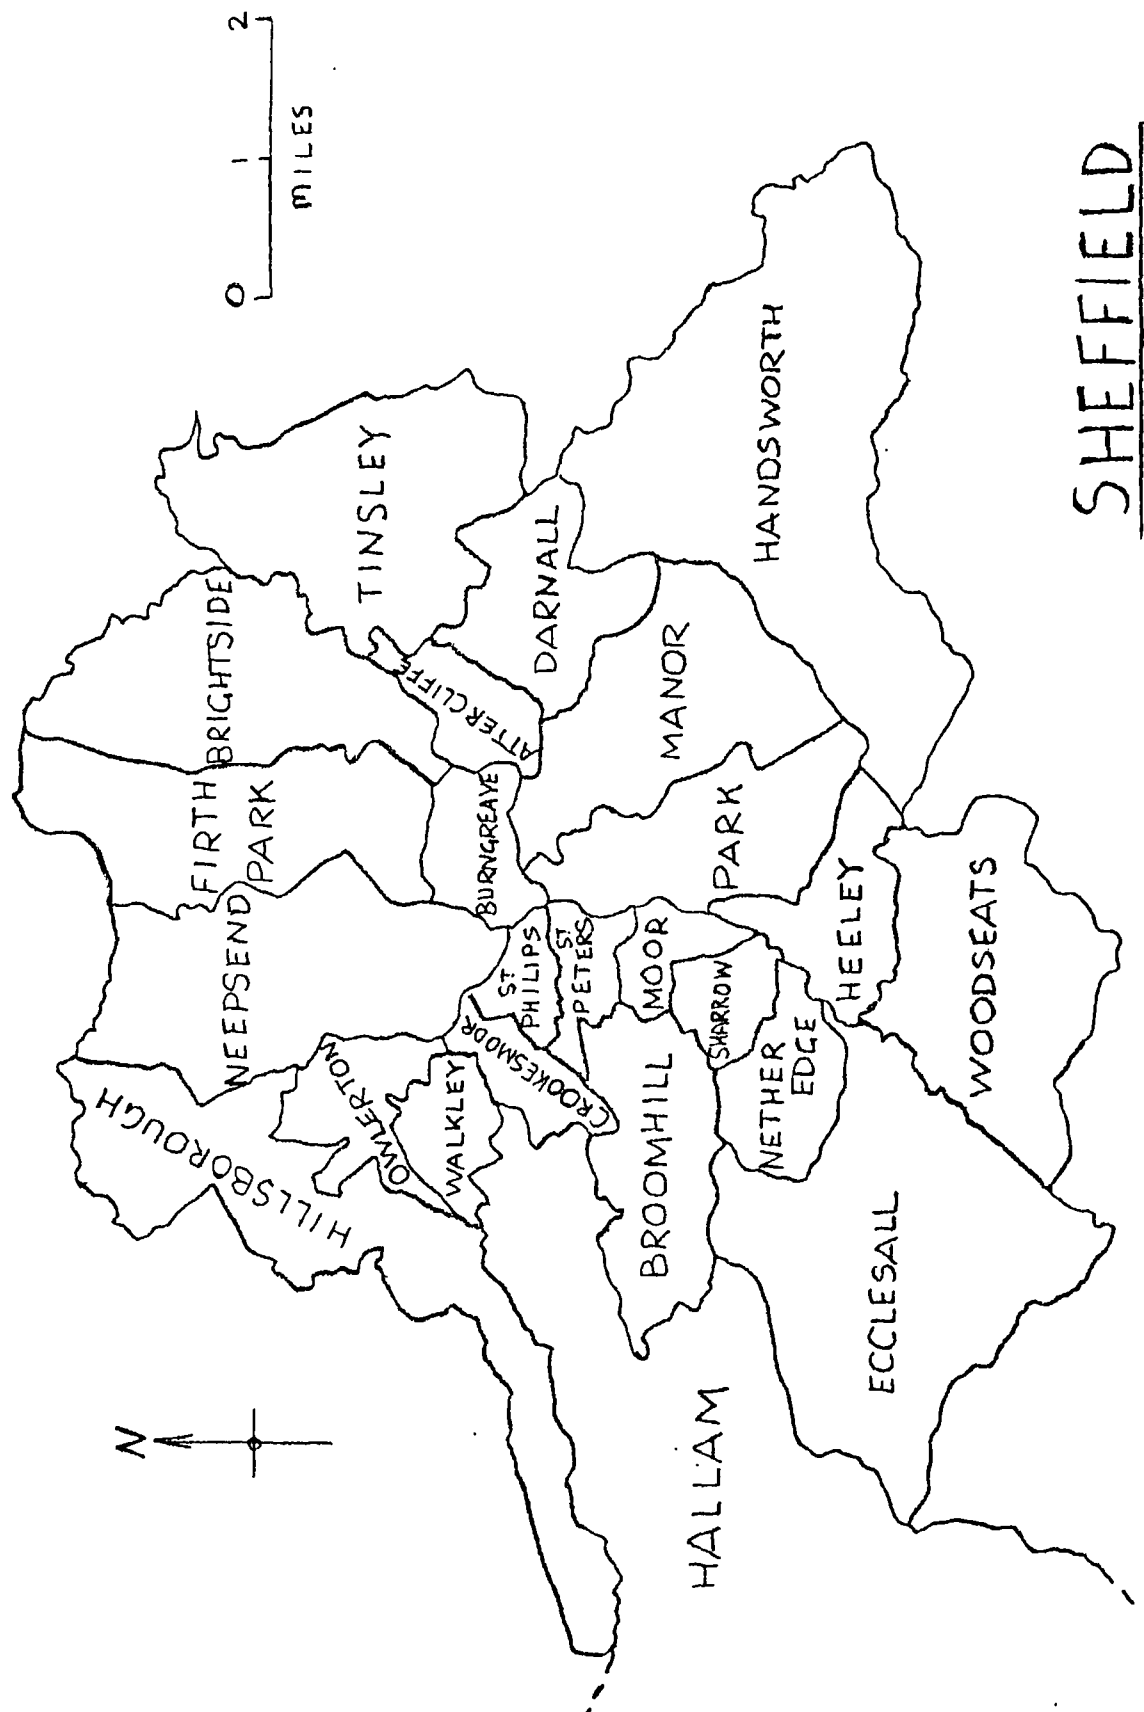 N
0 1 2
MILES
HILLSBOROUGH
NEEPSEND
FIRTH
PARK
BRIGHTSIDE
OWLERTON
WALKLEY
CROOKESMOOR
BURNGREAVE
ATTERCLIFFE
TINSLEY
ST
PHILIPS
ST
PETERS
DARNALL
HALLAM
BROOMHILL
MOOR
SHARROW
NETHER
EDGE
PARK
MANOR
HANDSWORTH
ECCLESALL
HEELEY
WOODSEATS
SHEFFIELD